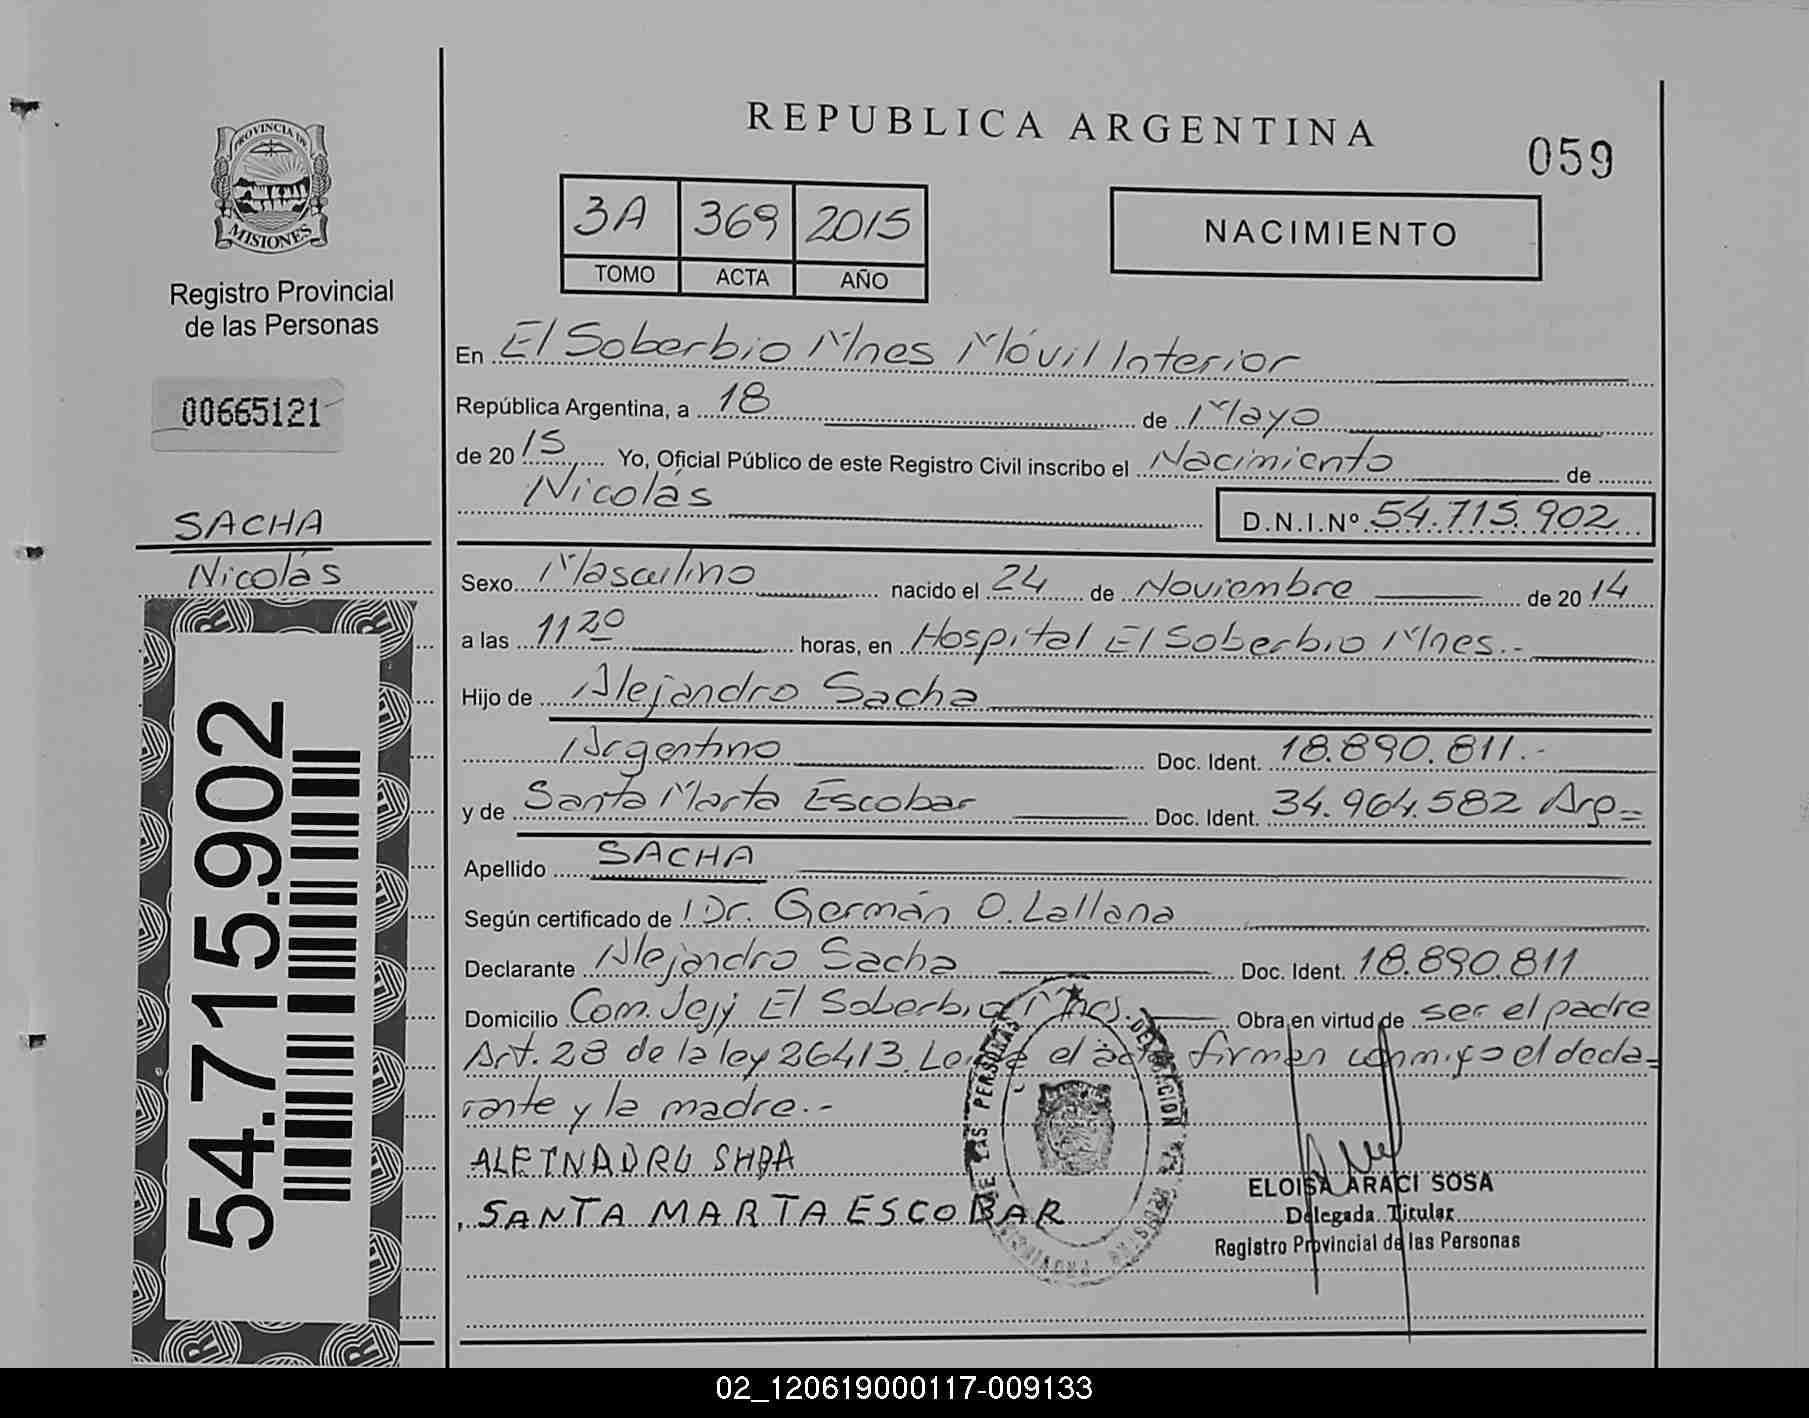 REPUBLICA ARGENTINA
059
PROVINCIA DE
MISIONES
Registro Provincial
de las Personas
00665121
SACHA
Nicolás
54.715.902
3A 369 2015
TOMO ACTA AÑO
NACIMIENTO
En El Soberbio Mnes Móvil Interior
República Argentina, a 18 de Mayo
de 2015 Yo, Oficial Público de este Registro Civil inscribo el Nacimiento de
Nicolás D.N.I.Nº 54.715.902
Sexo Masculino nacido el 24 de Noviembre de 2014
a las 11 20 horas, en Hospital El Soberbio Mnes.-
Hijo de Alejandro Sacha
Argentino Doc. Ident. 18.890.811.-
y de Santa Marta Escobar Doc. Ident. 34.964.582 Arg=
Apellido SACHA
Según certificado de Dr. Germán O. Lallana
Declarante Alejandro Sacha Doc. Ident. 18.890.811
Domicilio Com. Jejy El Soberbio Mnes. Obra en virtud de ser el padre
Art. 28 de la ley 26413. el acta firman conmigo el decla=
rante y la madre.-
ALEJNADRO SHAA
SANTA MARTA ESCOBAR
DE LAS PERSONAS
ELOISA ARACI SOSA
Delegada Titular
Registro Provincial de las Personas
02_120619000117-009133